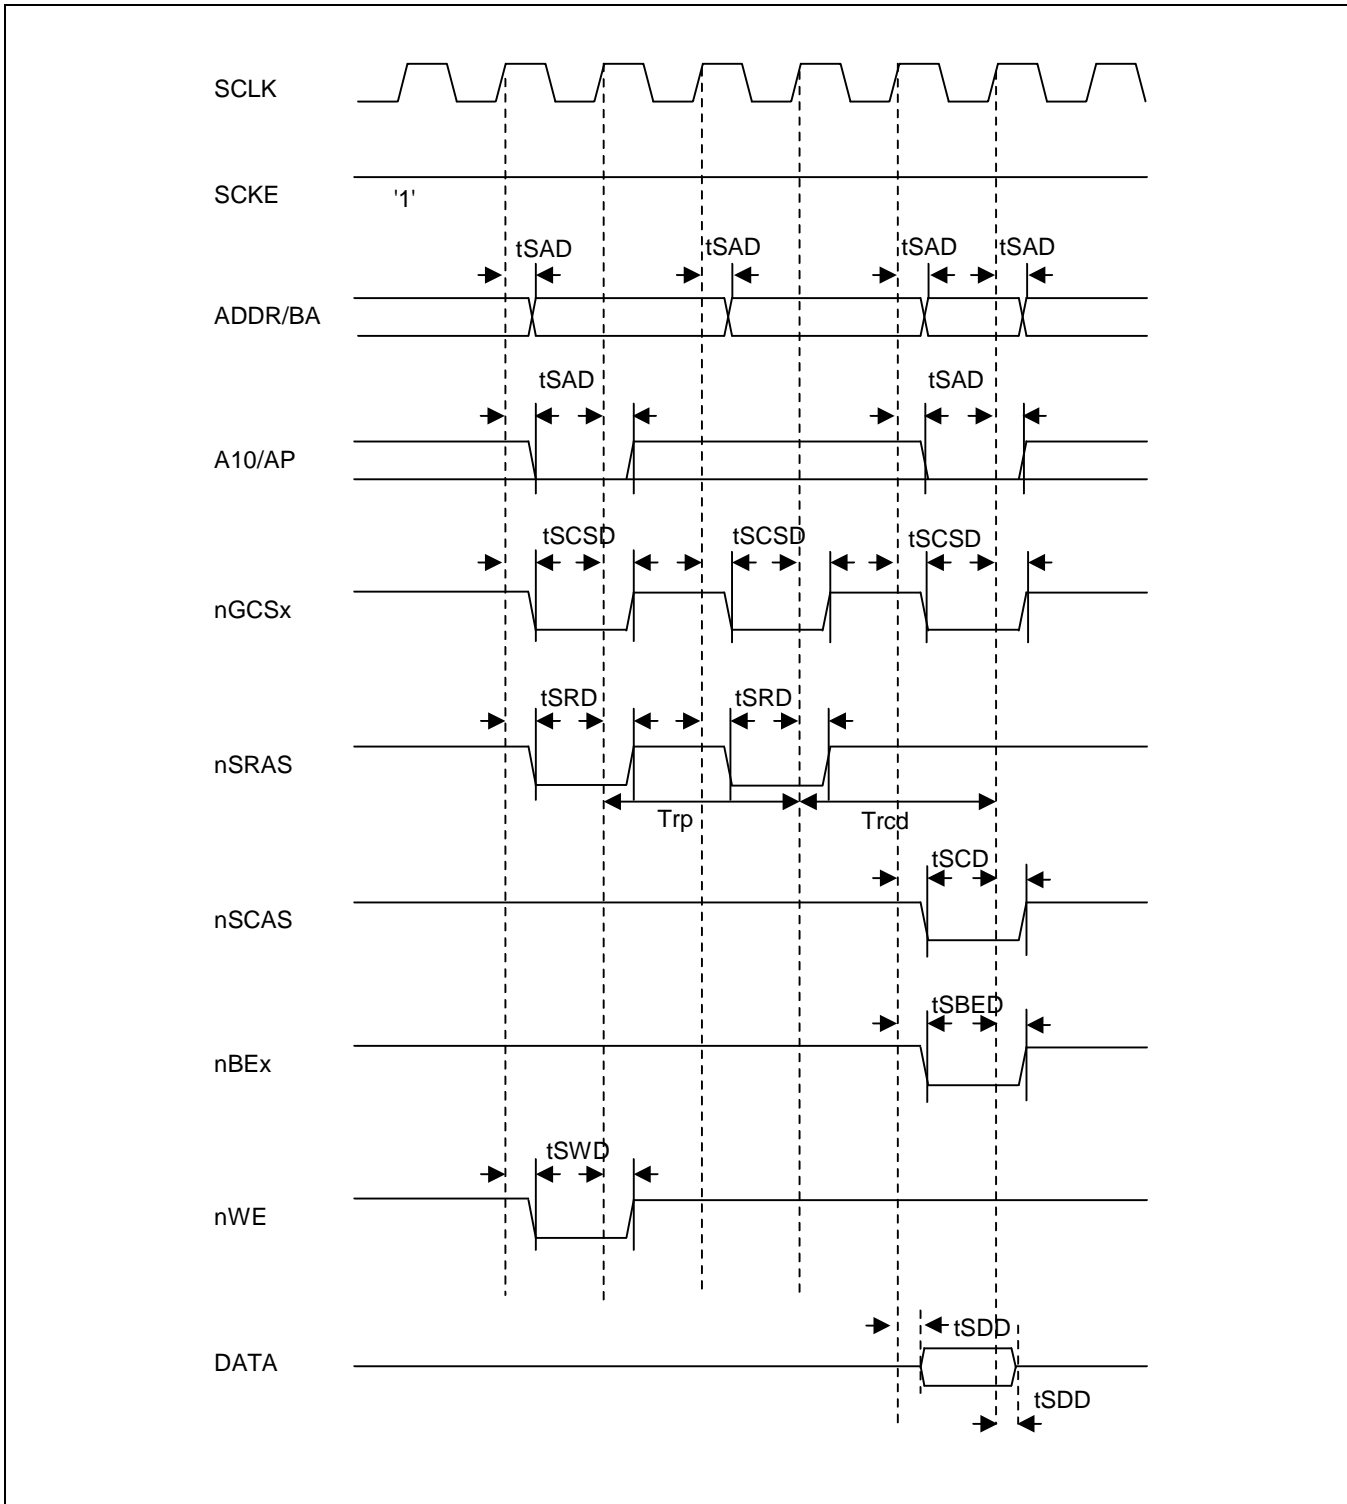 SCLK
SCKE
'1'
tSAD tSAD tSAD tSAD
ADDR/BA
tSAD tSAD
A10/AP
tSCSD tSCSD tSCSD
nGCSx
tSRD tSRD
nSRAS
Trp Trcd
tSCD
nSCAS
tSBED
nBEx
tSWD
nWE
tSDD
DATA
tSDD